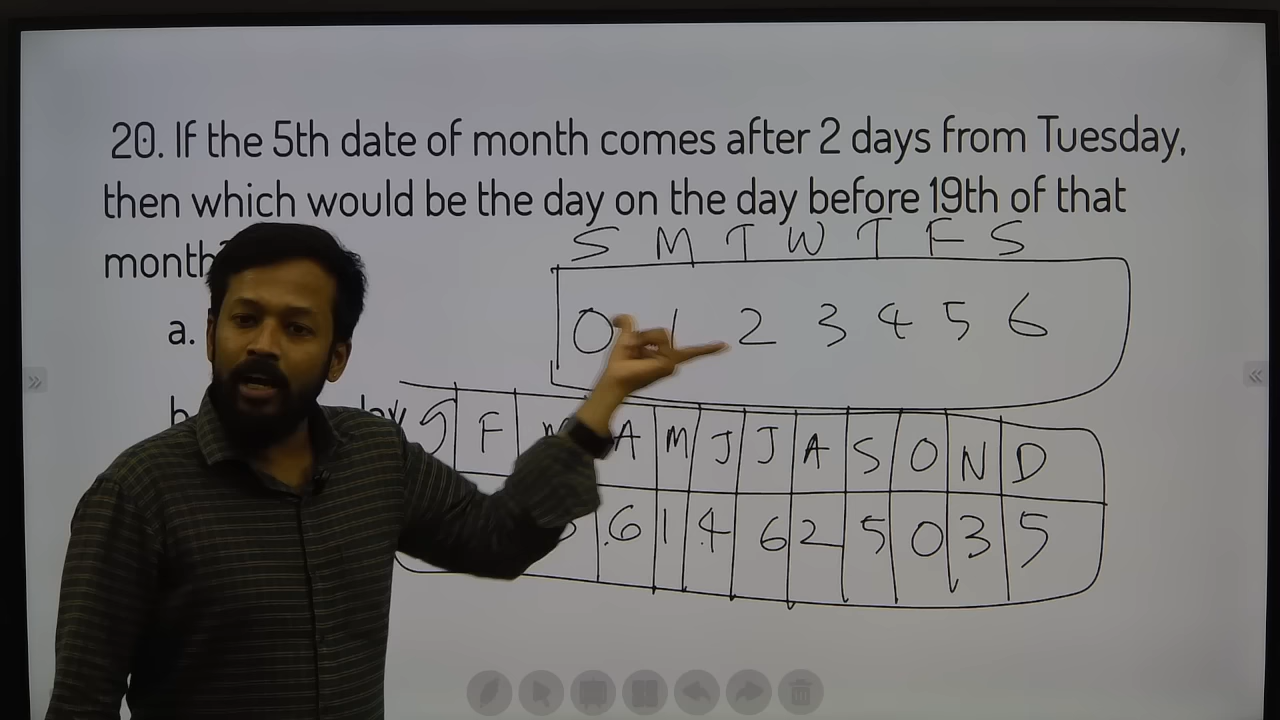 20. If the 5th date of month comes after 2 days from Tuesday,
then which would be the day on the day before 19th of that
month
S M T W T F S
a.
0 1 2 3 4 5 6
b
J F M A M J J A S O N D
6 1 4 6 2 5 0 3 5